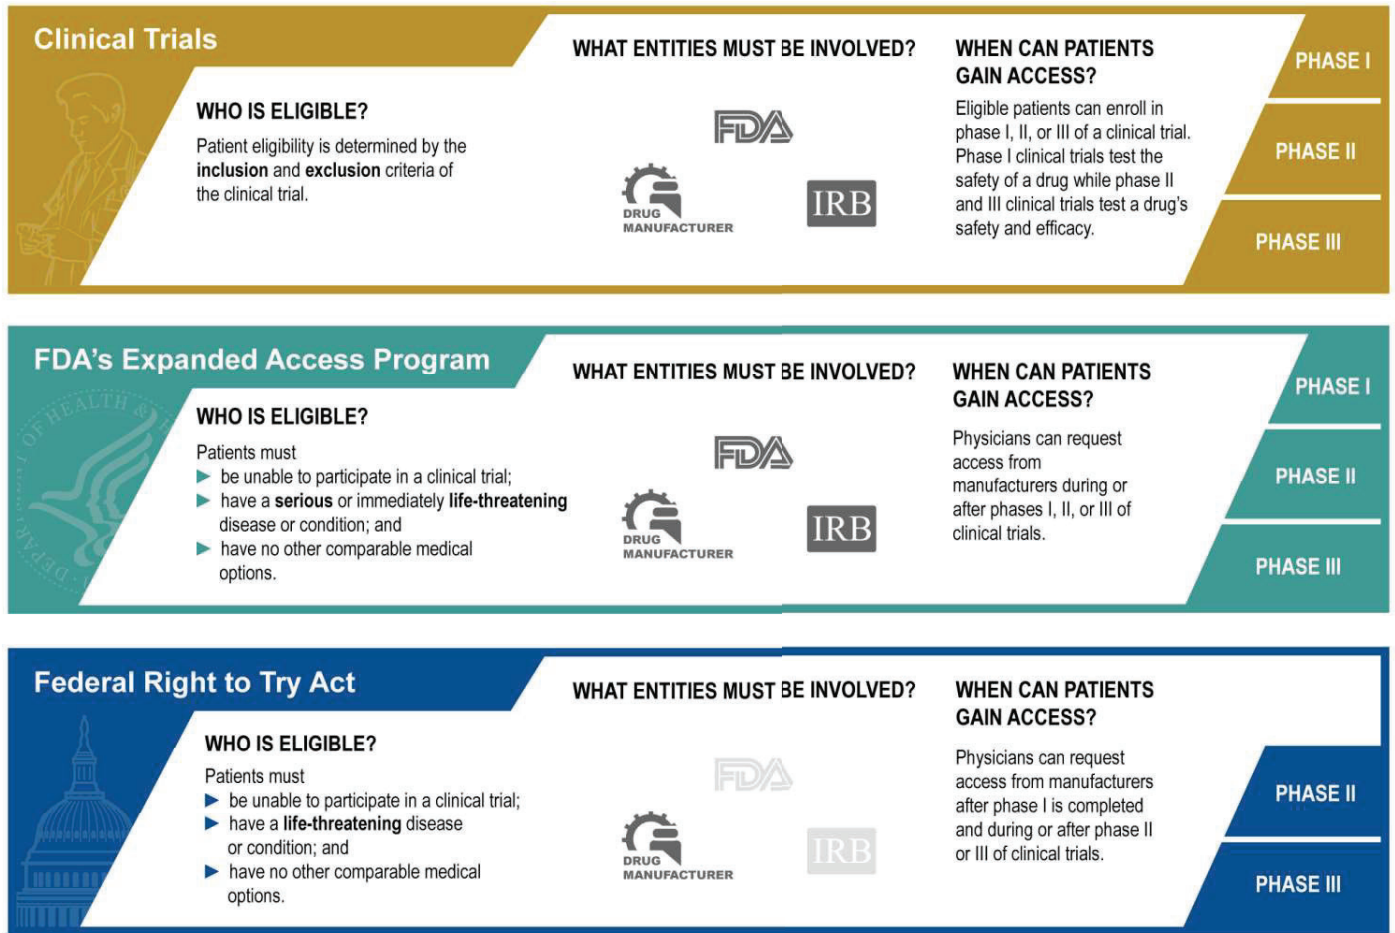 Clinical Trials
WHO IS ELIGIBLE?
Patient eligibility is determined by the
inclusion and exclusion criteria of
the clinical trial.
WHAT ENTITIES MUST BE INVOLVED?
FDA
DRUG
MANUFACTURER
IRB
WHEN CAN PATIENTS
GAIN ACCESS?
Eligible patients can enroll in
phase I, II, or III of a clinical trial.
Phase I clinical trials test the
safety of a drug while phase II
and III clinical trials test a drug's
safety and efficacy.
PHASE I
PHASE II
PHASE III
FDA's Expanded Access Program
OF HEALTH &
WHO IS ELIGIBLE?
Patients must
► be unable to participate in a clinical trial;
► have a serious or immediately life-threatening
disease or condition; and
► have no other comparable medical
options.
WHAT ENTITIES MUST BE INVOLVED?
FDA
DRUG
MANUFACTURER
IRB
WHEN CAN PATIENTS
GAIN ACCESS?
Physicians can request
access from
manufacturers during or
after phases I, II, or III of
clinical trials.
PHASE I
PHASE II
PHASE III
Federal Right to Try Act
WHO IS ELIGIBLE?
Patients must
► be unable to participate in a clinical trial;
► have a life-threatening disease
or condition; and
► have no other comparable medical
options.
WHAT ENTITIES MUST BE INVOLVED?
FDA
DRUG
MANUFACTURER
IRB
WHEN CAN PATIENTS
GAIN ACCESS?
Physicians can request
access from manufacturers
after phase I is completed
and during or after phase II
or III of clinical trials.
PHASE II
PHASE III